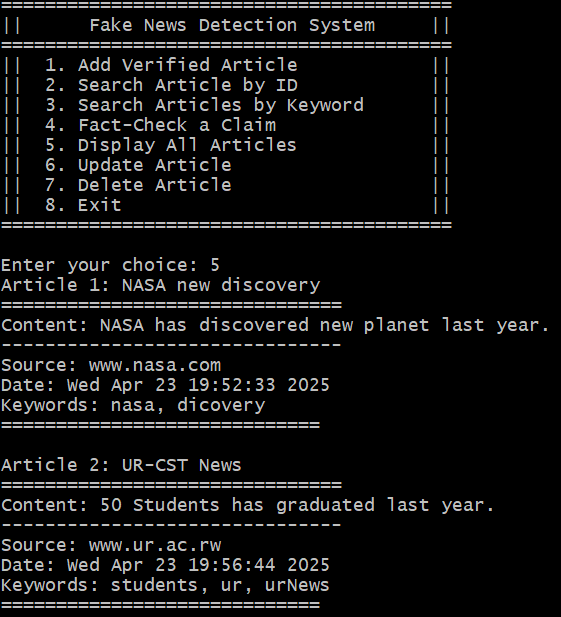 =========================================
||      Fake News Detection System     ||
=========================================
||  1. Add Verified Article            ||
||  2. Search Article by ID            ||
||  3. Search Articles by Keyword      ||
||  4. Fact-Check a Claim              ||
||  5. Display All Articles            ||
||  6. Update Article                  ||
||  7. Delete Article                  ||
||  8. Exit                            ||
=========================================
Enter your choice: 5
Article 1: NASA new discovery
===============================
Content: NASA has discovered new planet last year.
-------------------------------
Source: www.nasa.com
Date: Wed Apr 23 19:52:33 2025
Keywords: nasa, dicovery
=============================
Article 2: UR-CST News
===============================
Content: 50 Students has graduated last year.
-------------------------------
Source: www.ur.ac.rw
Date: Wed Apr 23 19:56:44 2025
Keywords: students, ur, urNews
=============================